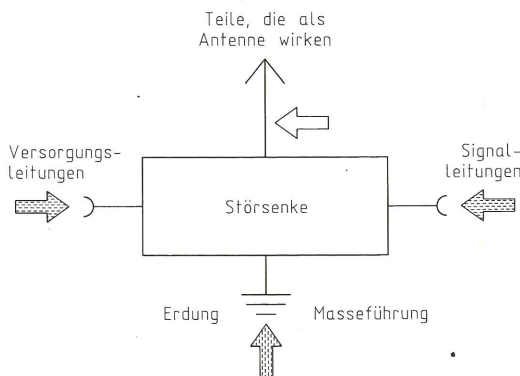 Teile, die als
Antenne wirken
Versorgungs-
leitungen
Signal-
leitungen
Störsenke
Erdung
Masseführung